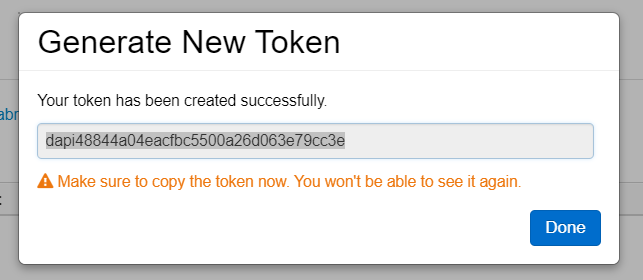 Generate New Token
Your token has been created successfully.
abr
dapi48844a04eacfbc5500a26d063e79cc3e
Make sure to copy the token now. You won't be able to see it again.
Done